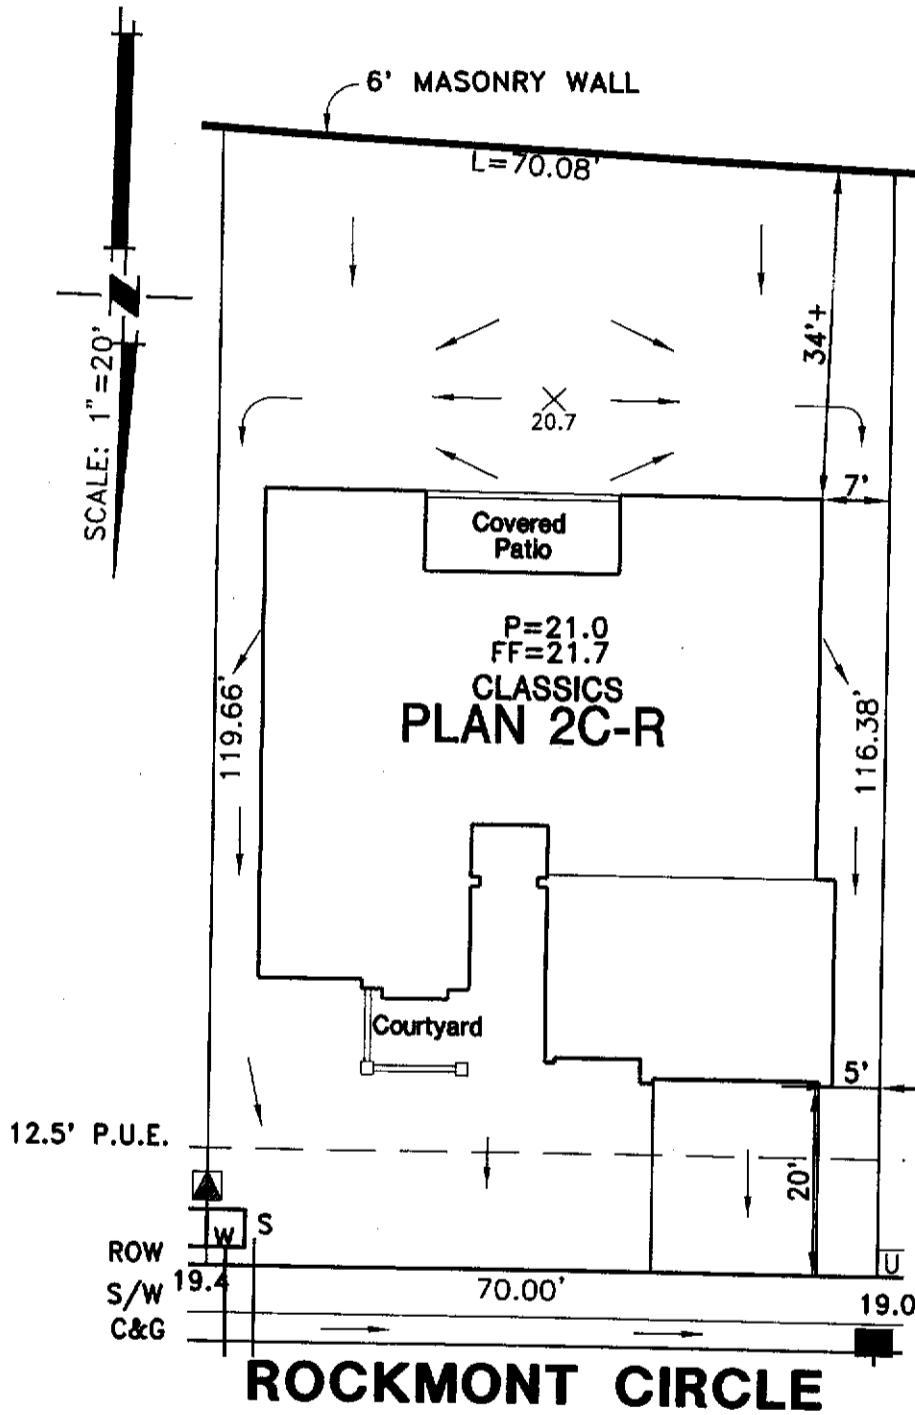 6' MASONRY WALL
L=70.08'
34'+
SCALE: 1"=20'
20.7
7'
Covered
Patio
P=21.0
FF=21.7
CLASSICS
PLAN 2C-R
119.66'
116.38'
Courtyard
5'
12.5' P.U.E.
20'
S
W
ROW
U
19.4
70.00'
19.0
S/W
C&G
ROCKMONT CIRCLE